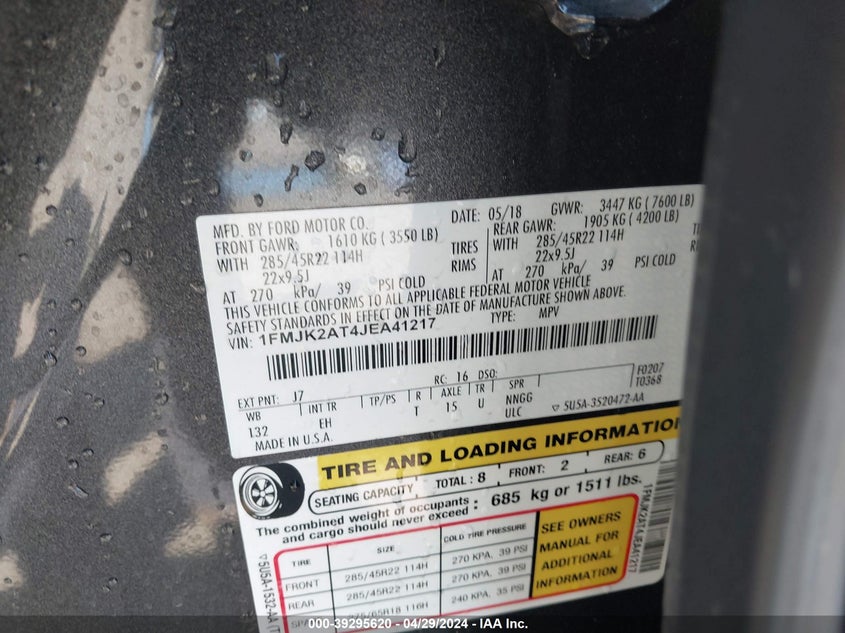 MFD. BY FORD MOTOR CO.
DATE: 05/18 GVWR: 3447 KG ( 7600 LB)
FRONT GAWR: 1610 KG ( 3550 LB) REAR GAWR: 1905 KG ( 4200 LB)
WITH 285/45R22 114H TIRES WITH 285/45R22 114H
22x9.5J RIMS 22x9.5J
AT 270 kPa/ 39 PSI COLD AT 270 kPa/ 39 PSI COLD
THIS VEHICLE CONFORMS TO ALL APPLICABLE FEDERAL MOTOR VEHICLE
SAFETY STANDARDS IN EFFECT ON THE DATE OF MANUFACTURE SHOWN ABOVE.
VIN: 1FMJK2AT4JEA41217 TYPE: MPV
F0207
EXT PNT: J7 RC: 16 DSO: T0368
WB INT TR TP/PS R AXLE TR SPR
132 EH T 15 U NNGG
ULC
5U5A-3520472-AA
MADE IN U.S.A.
TIRE AND LOADING INFORMATION
SEATING CAPACITY TOTAL : 8 FRONT: 2 REAR: 6
The combined weight of occupants and cargo should never exceed : 685 kg or 1511 lbs.
TIRE SIZE COLD TIRE PRESSURE
FRONT 285/45R22 114H 270 KPA, 39 PSI
REAR 285/45R22 114H 270 KPA, 39 PSI
116H 240 KPA, 35 PSI
SEE OWNERS
MANUAL FOR
ADDITIONAL
INFORMATION
1FMJK2AT4JEA41217
5U5A-1532-AA
000-39295620 - 04/29/2024 - IAA Inc.